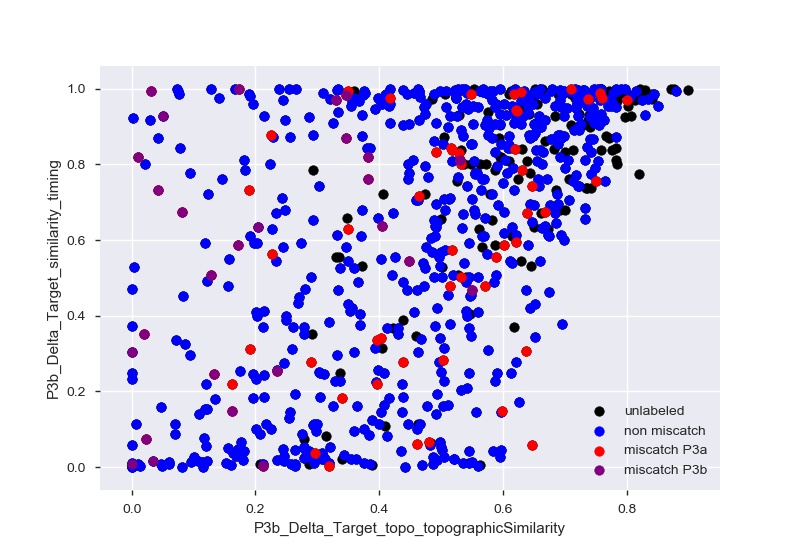 1.0
0.8
0.6
0.4
0.2
0.0
P3b_Delta_Target_similarity_timing
unlabeled
non miscatch
miscatch P3a
miscatch P3b
0.0 0.2 0.4 0.6 0.8
P3b_Delta_Target_topo_topographicSimilarity